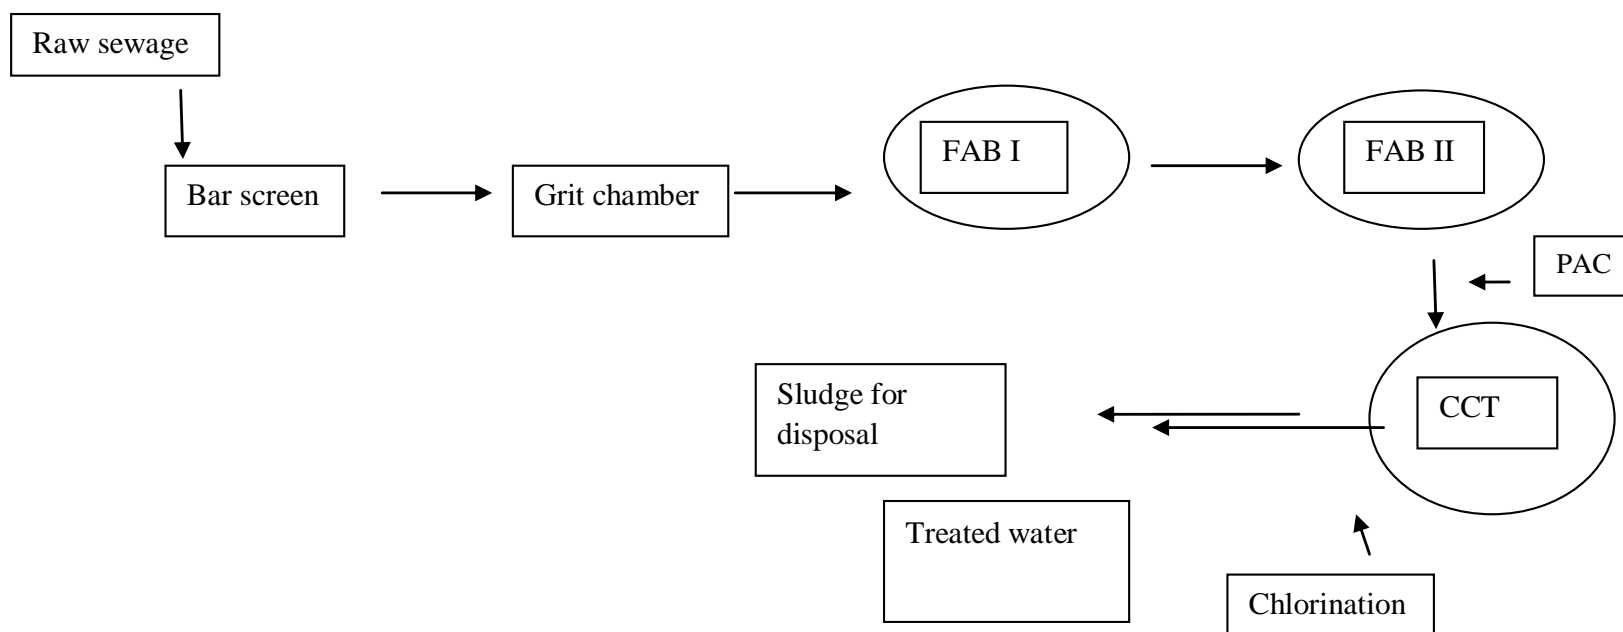 Raw sewage
Bar screen
Grit chamber
FAB I
FAB II
PAC
CCT
Sludge for
disposal
Treated water
Chlorination